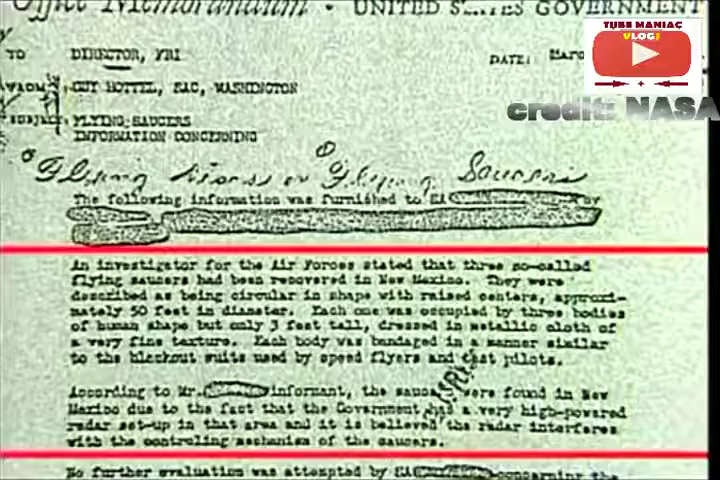 Office Memorandum • UNITED STATES GOVERNMENT
TUBE MANIAC
VLOGS
TO DIRECTOR, FBI DATE:
FROM GUY HOTTEL, SAC, WASHINGTON
credit: NASA
SUBJECT: FLYING SAUCERS
INFORMATION CONCERNING
Flying Saucers
The following information was furnished to SA by
An investigator for the Air Forces stated that three so-called
flying saucers had been recovered in New Mexico. They were
described as being circular in shape with raised centers, approxi-
mately 50 feet in diameter. Each one was occupied by three bodies
of human shape but only 3 feet tall, dressed in metallic cloth of
a very fine texture. Each body was bandaged in a manner similar
to the blackout suits used by speed flyers and test pilots.
According to Mr. informant, the saucers were found in New
Mexico due to the fact that the Government has a very high-powered
radar set-up in that area and it is believed the radar interferes
with the controling mechanism of the saucers.
No further evaluation was attempted by SA concerning the